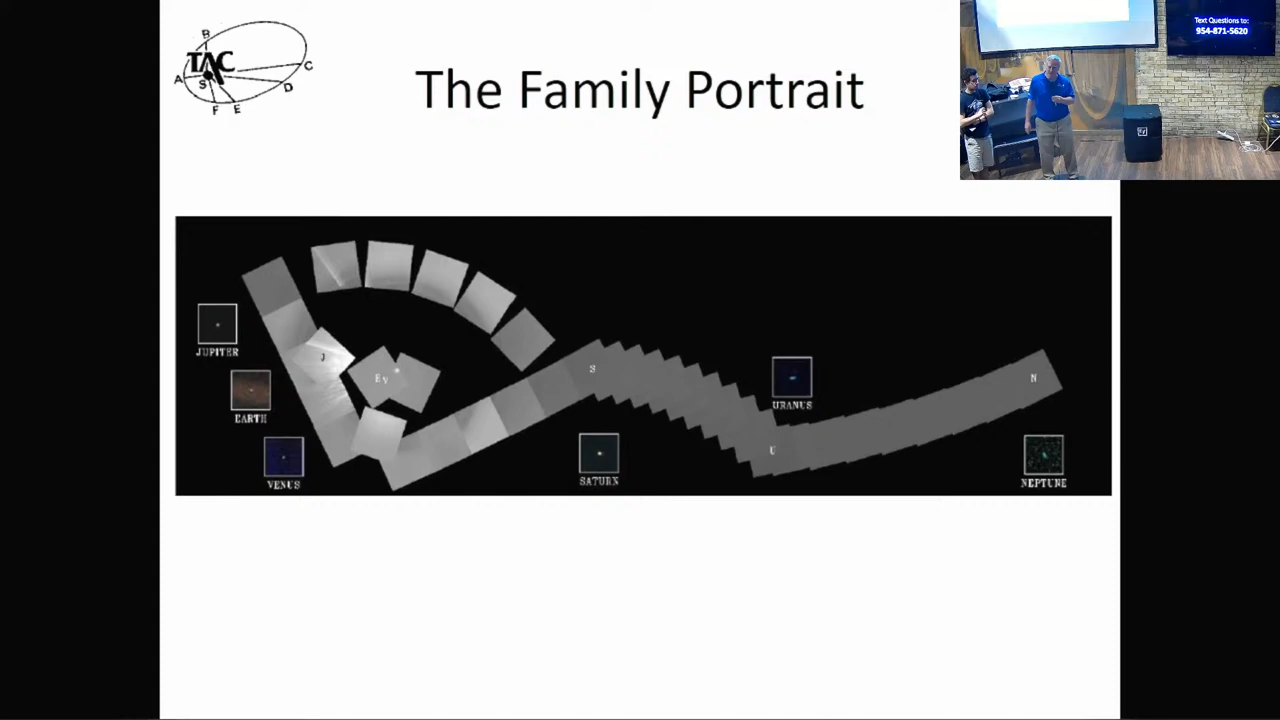 B
TAC
A
S
C
D
F E
The Family Portrait
Text Questions to:
954-871-5620
J
E V
S
U
N
JUPITER
EARTH
VENUS
SATURN
URANUS
NEPTUNE